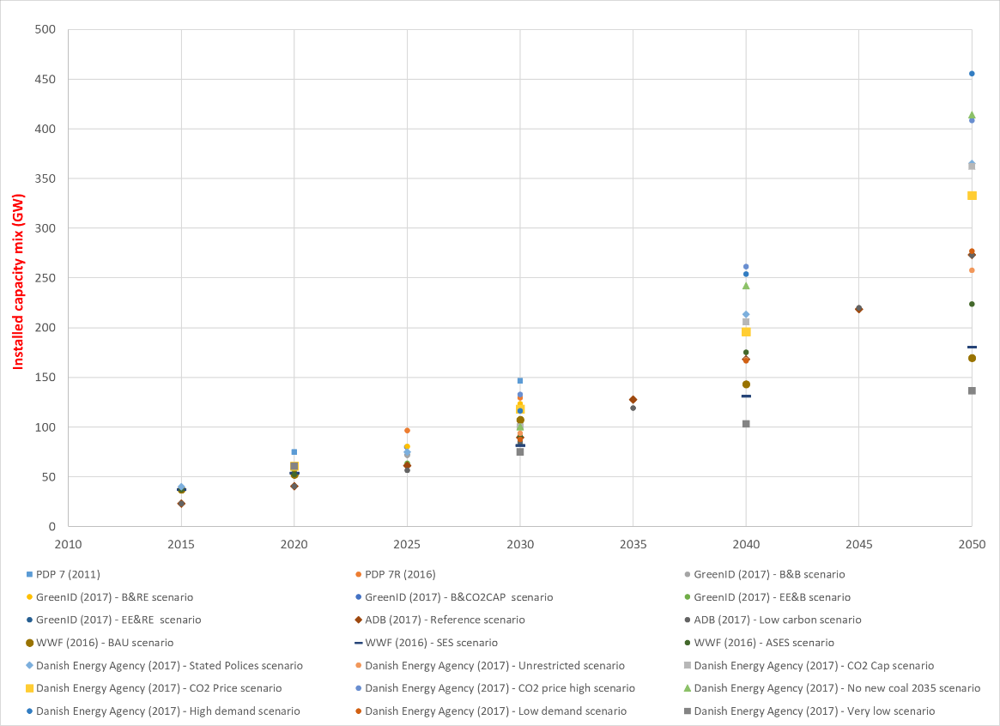 500
450
400
350
300
250
200
150
100
50
0
Installed capacity mix (GW)
2010 2015 2020 2025 2030 2035 2040 2045 2050
PDP 7 (2011) PDP 7R (2016) GreenID (2017) - B&B scenario
GreenID (2017) - B&RE scenario GreenID (2017) - B&CO2CAP scenario GreenID (2017) - EE&B scenario
GreenID (2017) - EE&RE scenario ADB (2017) - Reference scenario ADB (2017) - Low carbon scenario
WWF (2016) - BAU scenario WWF (2016) - SES scenario WWF (2016) - ASES scenario
Danish Energy Agency (2017) - Stated Polices scenario Danish Energy Agency (2017) - Unrestricted scenario Danish Energy Agency (2017) - CO2 Cap scenario
Danish Energy Agency (2017) - CO2 Price scenario Danish Energy Agency (2017) - CO2 price high scenario Danish Energy Agency (2017) - No new coal 2035 scenario
Danish Energy Agency (2017) - High demand scenario Danish Energy Agency (2017) - Low demand scenario Danish Energy Agency (2017) - Very low scenario